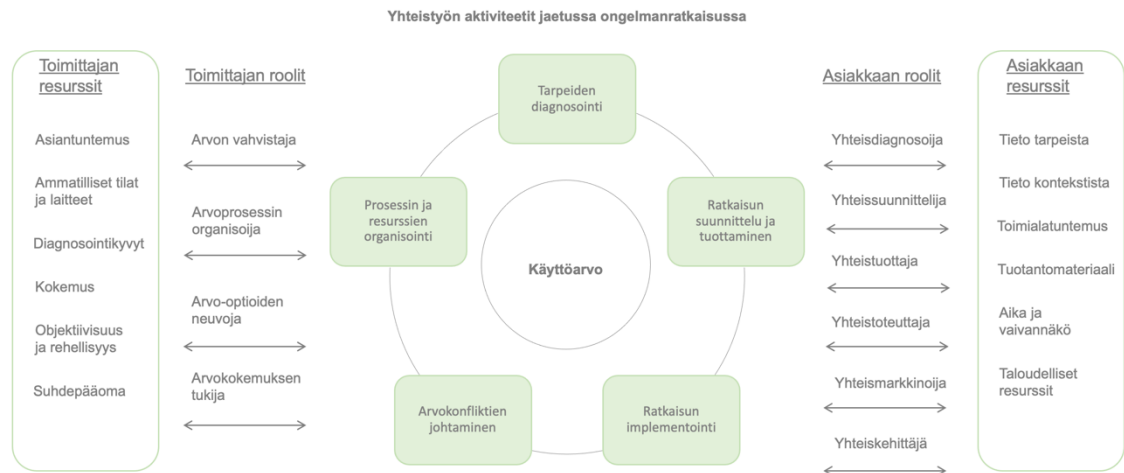 Yhteistyön aktiviteetit jaetussa ongelmanratkaisussa
Toimittajan
resurssit
Asiantuntemus
Ammatilliset tilat
ja laitteet
Diagnosointikyvyt
Kokemus
Objektiivisuus
ja rehellisyys
Suhdepääoma
Toimittajan roolit
Arvon vahvistaja
Arvoprosessin
organisoija
Arvo-optioiden
neuvoja
Arvokokemuksen
tukija
Tarpeiden
diagnosointi
Prosessin ja
resurssien
organisointi
Ratkaisun
suunnittelu ja
tuottaminen
Käyttöarvo
Arvokonfliktien
johtaminen
Ratkaisun
implementointi
Asiakkaan roolit
Yhteisdiagnosoija
Yhteissuunnittelija
Yhteistuottaja
Yhteistoteuttaja
Yhteismarkkinoija
Yhteiskehittäjä
Asiakkaan
resurssit
Tieto tarpeista
Tieto kontekstista
Toimialatuntemus
Tuotantomateriaali
Aika ja
vaivannäkö
Taloudelliset
resurssit